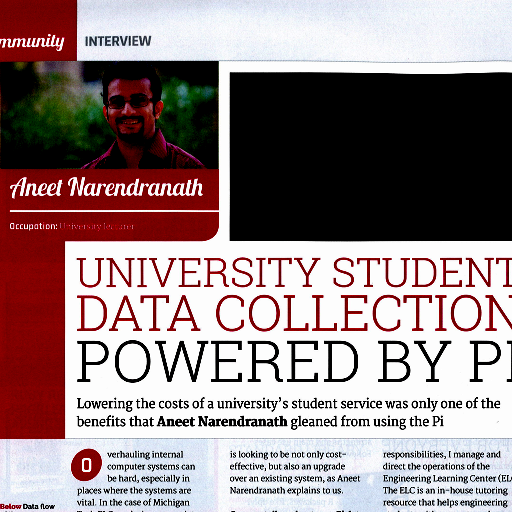 mmunity INTERVIEW
Aneet Narendranath
Occupation: University lecturer
UNIVERSITY STUDENT
DATA COLLECTION
POWERED BY PI
Lowering the costs of a university's student service was only one of the
benefits that Aneet Narendranath gleaned from using the Pi
Overhauling internal
computer systems can
be hard, especially in
places where the systems are
vital. In the case of Michigan
is looking to be not only cost-
effective, but also an upgrade
over an existing system, as Aneet
Narendranath explains to us.
responsibilities, I manage and
direct the operations of the
Engineering Learning Center (EL
The ELC is an in-house tutoring
resource that helps engineering
Below Data flow